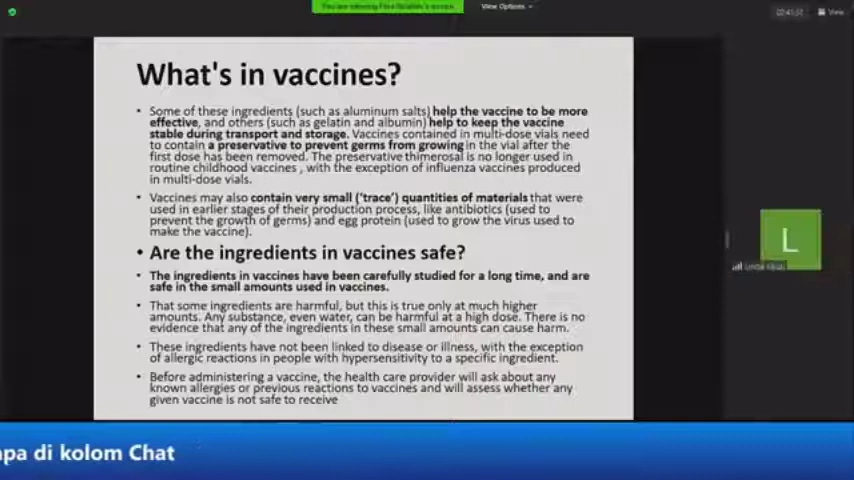 View Options
View
What's in vaccines?
• Some of these ingredients (such as aluminum salts) help the vaccine to be more
effective, and others (such as gelatin and albumin) help to keep the vaccine
stable during transport and storage. Vaccines contained in multi-dose vials need
to contain a preservative to prevent germs from growing in the vial after the
first dose has been removed. The preservative thimerosal is no longer used in
routine childhood vaccines , with the exception of influenza vaccines produced
in multi-dose vials.
• Vaccines may also contain very small ('trace') quantities of materials that were
used in earlier stages of their production process, like antibiotics (used to
prevent the growth of germs) and egg protein (used to grow the virus used to
make the vaccine).
• Are the ingredients in vaccines safe?
• The ingredients in vaccines have been carefully studied for a long time, and are
safe in the small amounts used in vaccines.
• That some ingredients are harmful, but this is true only at much higher
amounts. Any substance, even water, can be harmful at a high dose. There is no
evidence that any of the ingredients in these small amounts can cause harm.
• These ingredients have not been linked to disease or illness, with the exception
of allergic reactions in people with hypersensitivity to a specific ingredient.
• Before administering a vaccine, the health care provider will ask about any
known allergies or previous reactions to vaccines and will assess whether any
given vaccine is not safe to receive
L
apa di kolom Chat